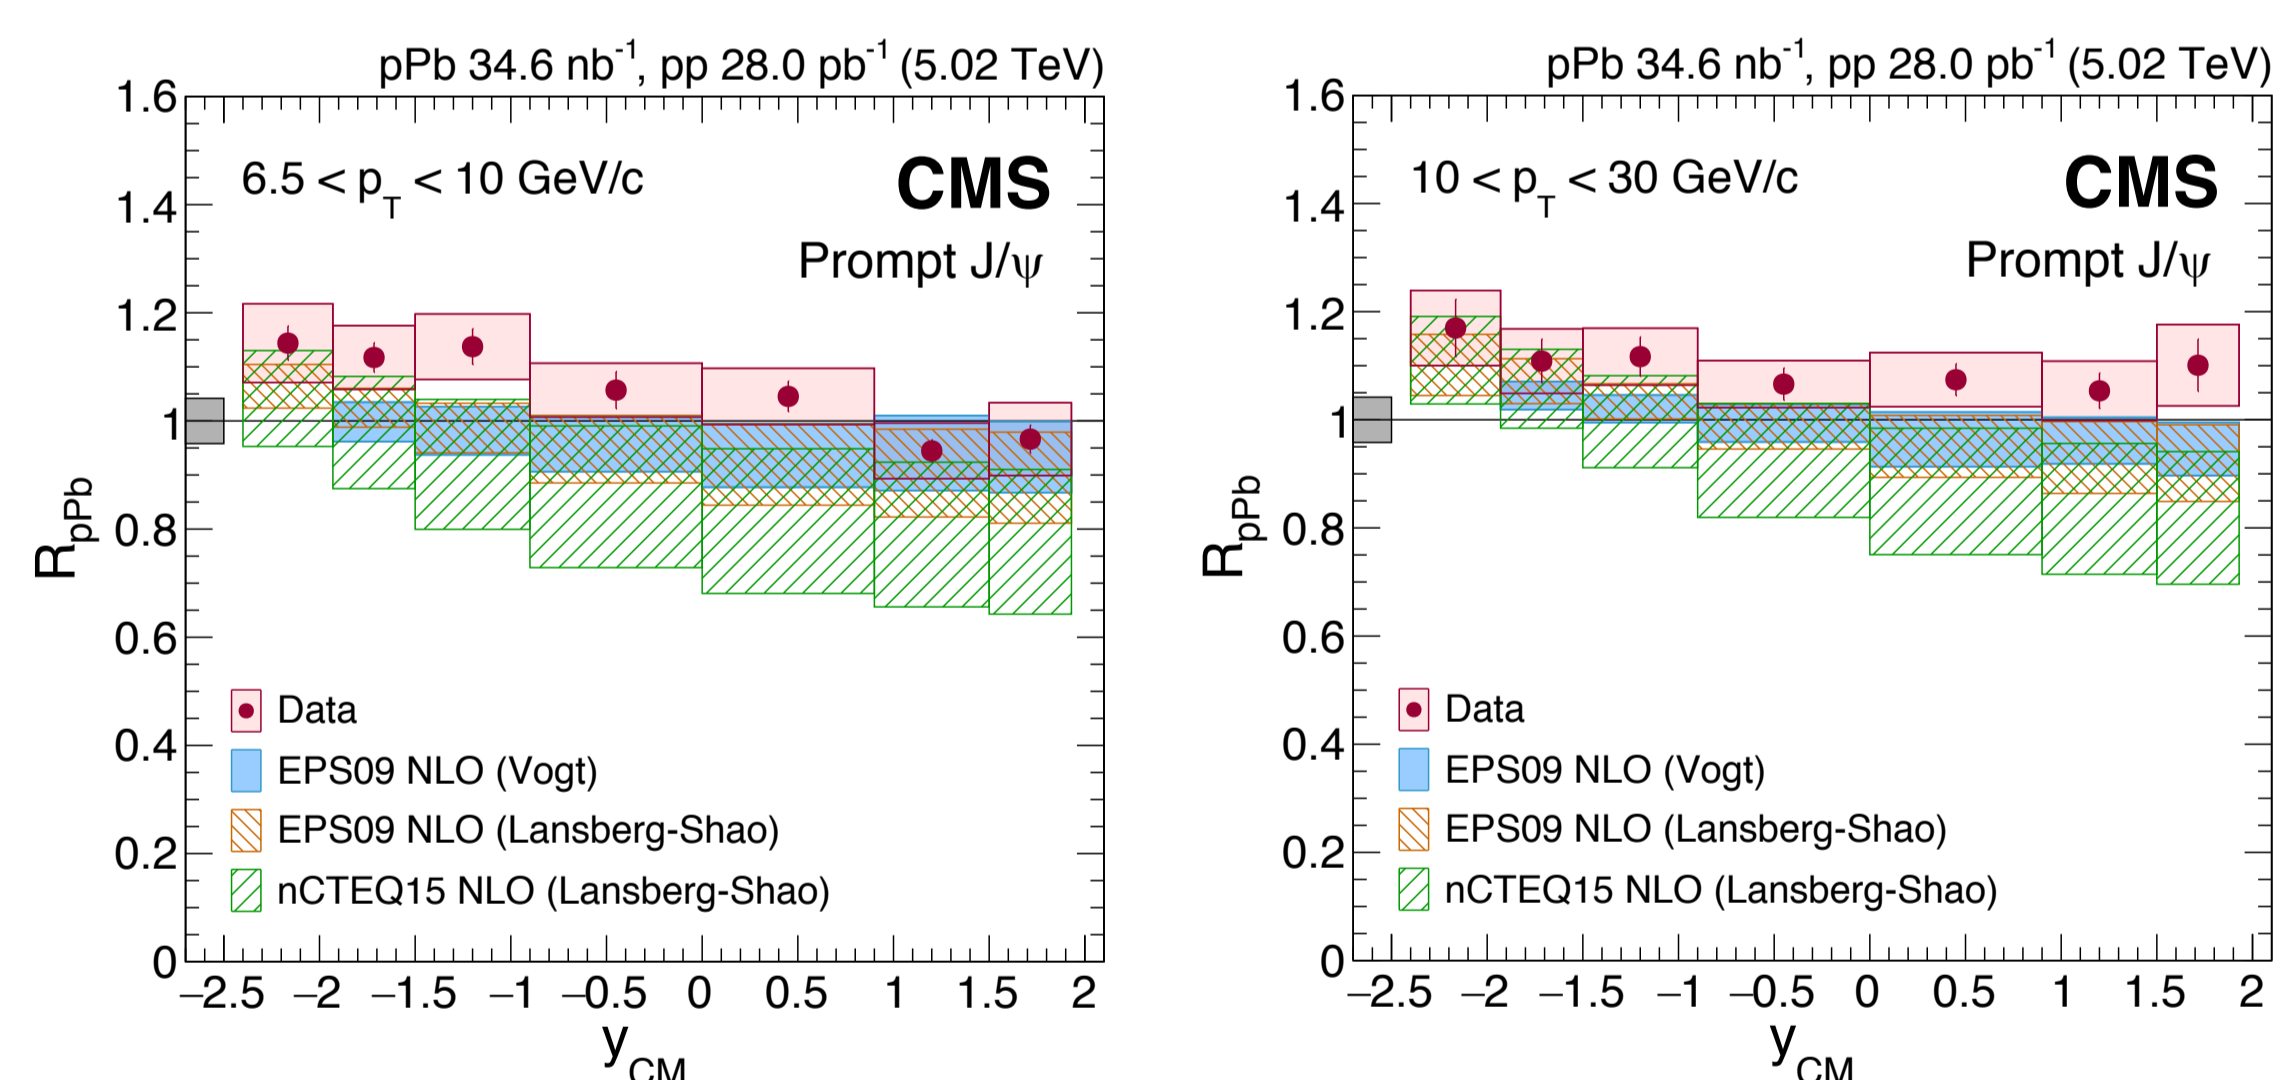 pPb 34.6 nb-1, pp 28.0 pb-1 (5.02 TeV)
6.5 < pT < 10 GeV/c
CMS
Prompt J/ψ
1.6
1.4
1.2
1
0.8
0.6
0.4
0.2
0
RpPb
Data
EPS09 NLO (Vogt)
EPS09 NLO (Lansberg-Shao)
nCTEQ15 NLO (Lansberg-Shao)
−2.5 −2 −1.5 −1 −0.5 0 0.5 1 1.5 2
yCM
pPb 34.6 nb-1, pp 28.0 pb-1 (5.02 TeV)
10 < pT < 30 GeV/c
CMS
Prompt J/ψ
1.6
1.4
1.2
1
0.8
0.6
0.4
0.2
0
RpPb
Data
EPS09 NLO (Vogt)
EPS09 NLO (Lansberg-Shao)
nCTEQ15 NLO (Lansberg-Shao)
−2.5 −2 −1.5 −1 −0.5 0 0.5 1 1.5 2
yCM